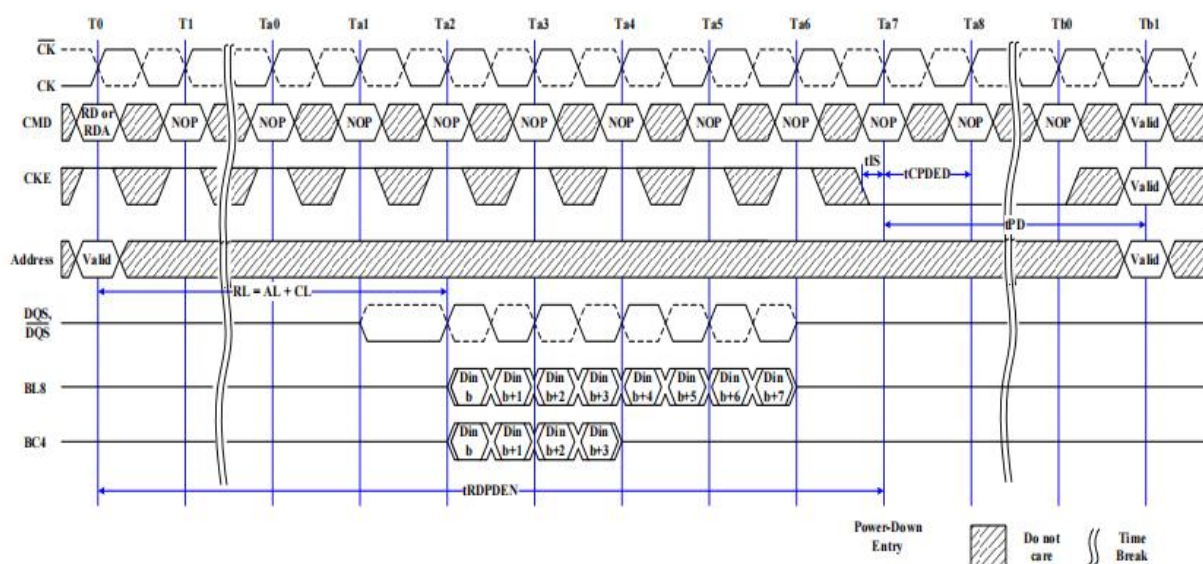 T0 T1 Ta0 Ta1 Ta2 Ta3 Ta4 Ta5 Ta6 Ta7 Ta8 Tb0 Tb1
CK
CK
CMD RD or RDA NOP NOP NOP NOP NOP NOP NOP NOP NOP NOP NOP Valid
CKE tIS tCPDED Valid
tPD
Address Valid Valid
RL = AL + CL
DQS,
DQS
BL8 Din b Din b+1 Din b+2 Din b+3 Din b+4 Din b+5 Din b+6 Din b+7
BC4 Din b Din b+1 Din b+2 Din b+3
tRDPDEN
Power-Down Entry Do not care Time Break